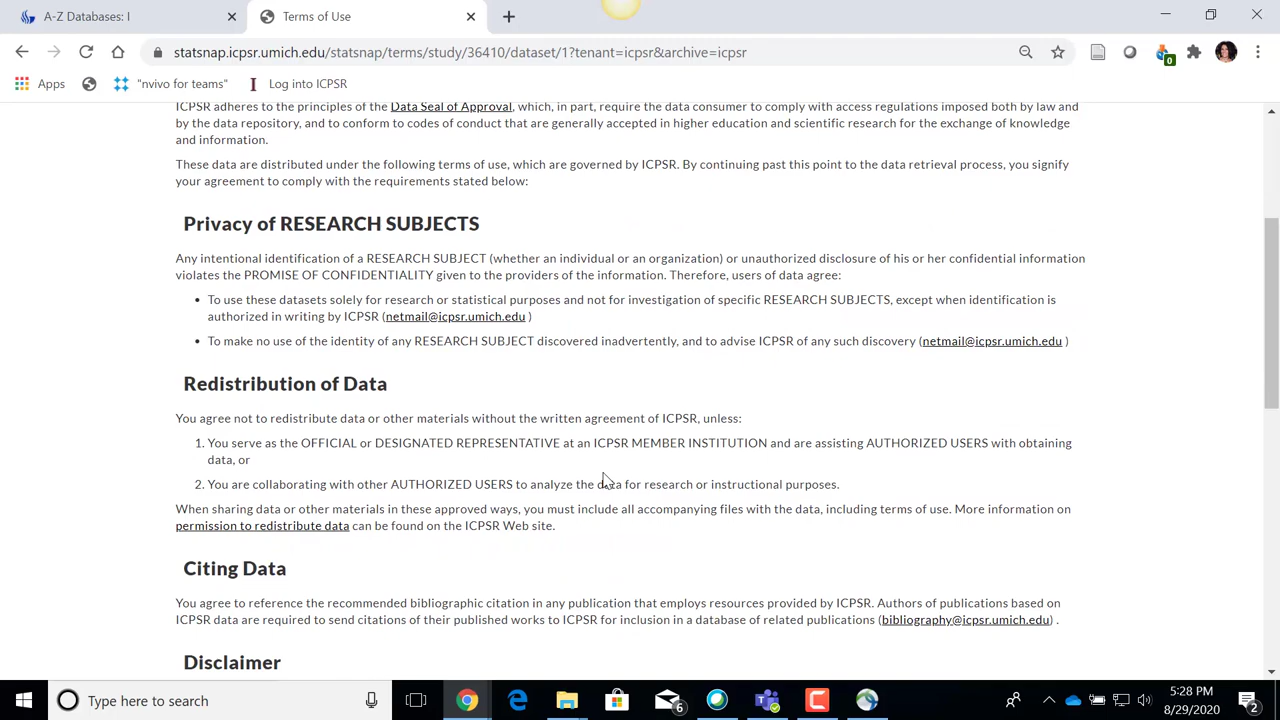 A-Z Databases: I
Terms of Use
statsnap.icpsr.umich.edu/statsnap/terms/study/36410/dataset/1?tenant=icpsr&archive=icpsr
0
Apps
"nvivo for teams"
Log into ICPSR
ICPSR adheres to the principles of the Data Seal of Approval, which, in part, require the data consumer to comply with access regulations imposed both by law and
by the data repository, and to conform to codes of conduct that are generally accepted in higher education and scientific research for the exchange of knowledge
and information.
These data are distributed under the following terms of use, which are governed by ICPSR. By continuing past this point to the data retrieval process, you signify
your agreement to comply with the requirements stated below:
Privacy of RESEARCH SUBJECTS
Any intentional identification of a RESEARCH SUBJECT (whether an individual or an organization) or unauthorized disclosure of his or her confidential information
violates the PROMISE OF CONFIDENTIALITY given to the providers of the information. Therefore, users of data agree:
• To use these datasets solely for research or statistical purposes and not for investigation of specific RESEARCH SUBJECTS, except when identification is
authorized in writing by ICPSR (netmail@icpsr.umich.edu )
• To make no use of the identity of any RESEARCH SUBJECT discovered inadvertently, and to advise ICPSR of any such discovery (netmail@icpsr.umich.edu )
Redistribution of Data
You agree not to redistribute data or other materials without the written agreement of ICPSR, unless:
1. You serve as the OFFICIAL or DESIGNATED REPRESENTATIVE at an ICPSR MEMBER INSTITUTION and are assisting AUTHORIZED USERS with obtaining
data, or
2. You are collaborating with other AUTHORIZED USERS to analyze the data for research or instructional purposes.
When sharing data or other materials in these approved ways, you must include all accompanying files with the data, including terms of use. More information on
permission to redistribute data can be found on the ICPSR Web site.
Citing Data
You agree to reference the recommended bibliographic citation in any publication that employs resources provided by ICPSR. Authors of publications based on
ICPSR data are required to send citations of their published works to ICPSR for inclusion in a database of related publications (bibliography@icpsr.umich.edu) .
Disclaimer
Type here to search
6
5:28 PM
8/29/2020
2